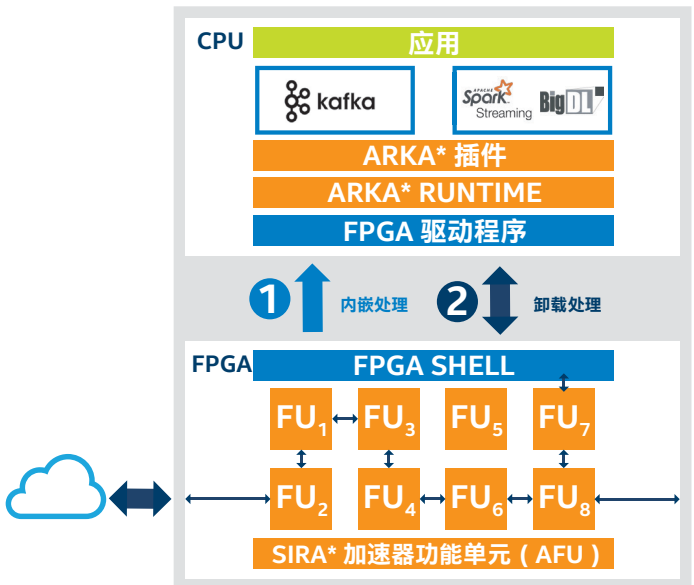 CPU
应用
kafka
APACHE
Spark
Streaming
BigDL
ARKA* 插件
ARKA* RUNTIME
FPGA 驱动程序
1
内嵌处理
2
卸载处理
FPGA
FPGA SHELL
FU1
FU3
FU5
FU7
FU2
FU4
FU6
FU8
SIRA* 加速器功能单元（AFU）